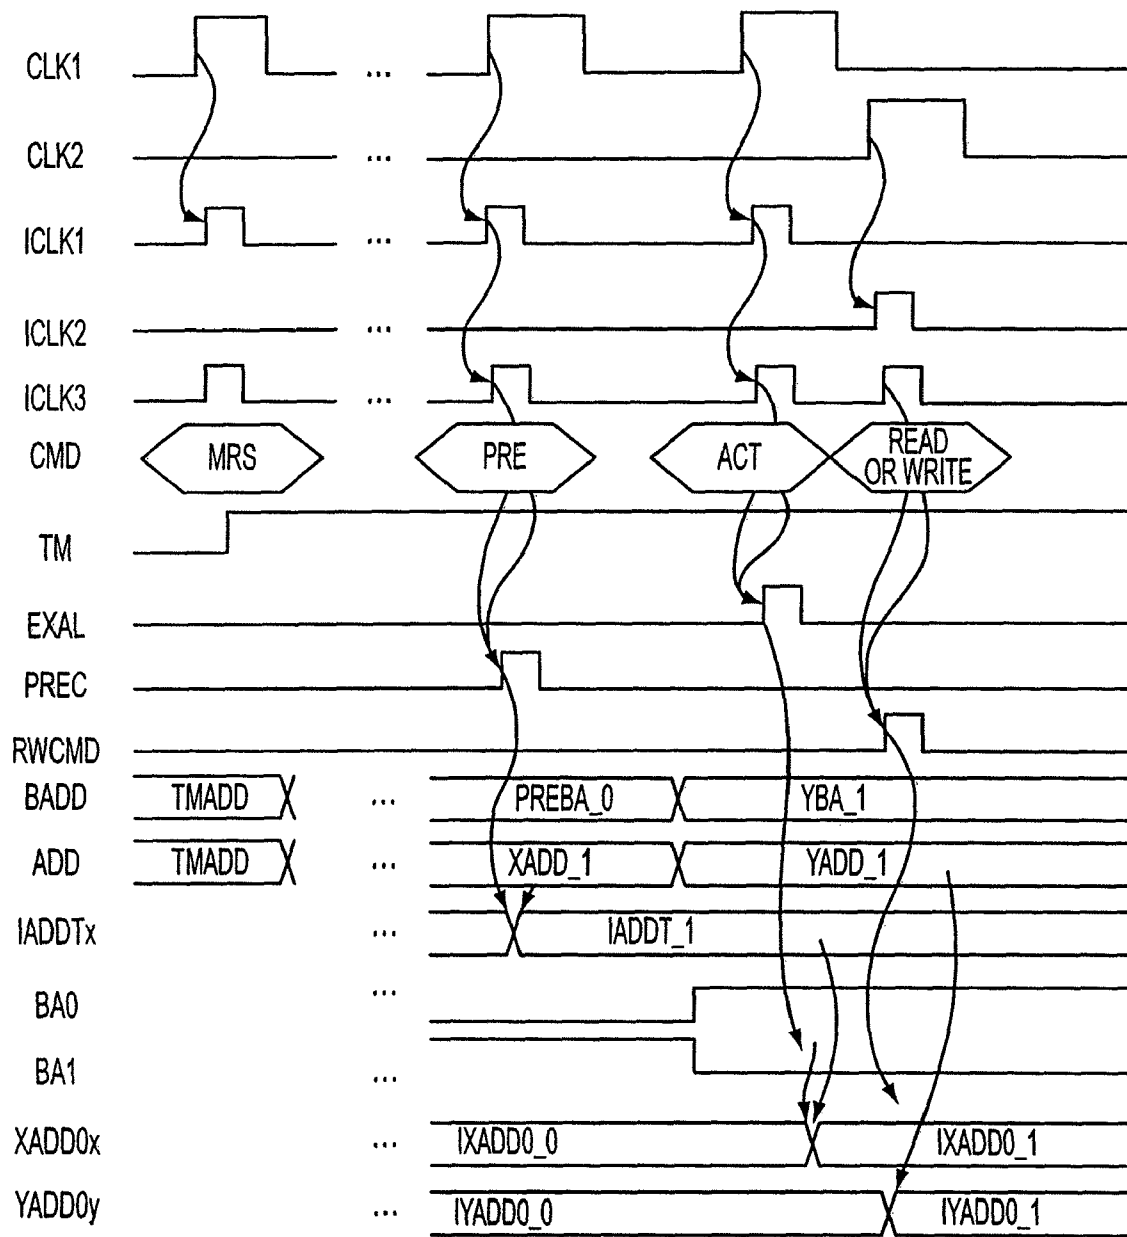 CLK1
...
CLK2
...
ICLK1
...
ICLK2
...
ICLK3
...
CMD MRS PRE ACT READ OR WRITE
TM
EXAL
PREC
RWCMD
BADD TMADD ... PREBA_0 YBA_1
ADD TMADD ... XADD_1 YADD_1
IADDTx ... IADDT_1
BA0 ...
BA1 ...
XADD0x ... IXADD0_0 IXADD0_1
YADD0y ... IYADD0_0 IYADD0_1